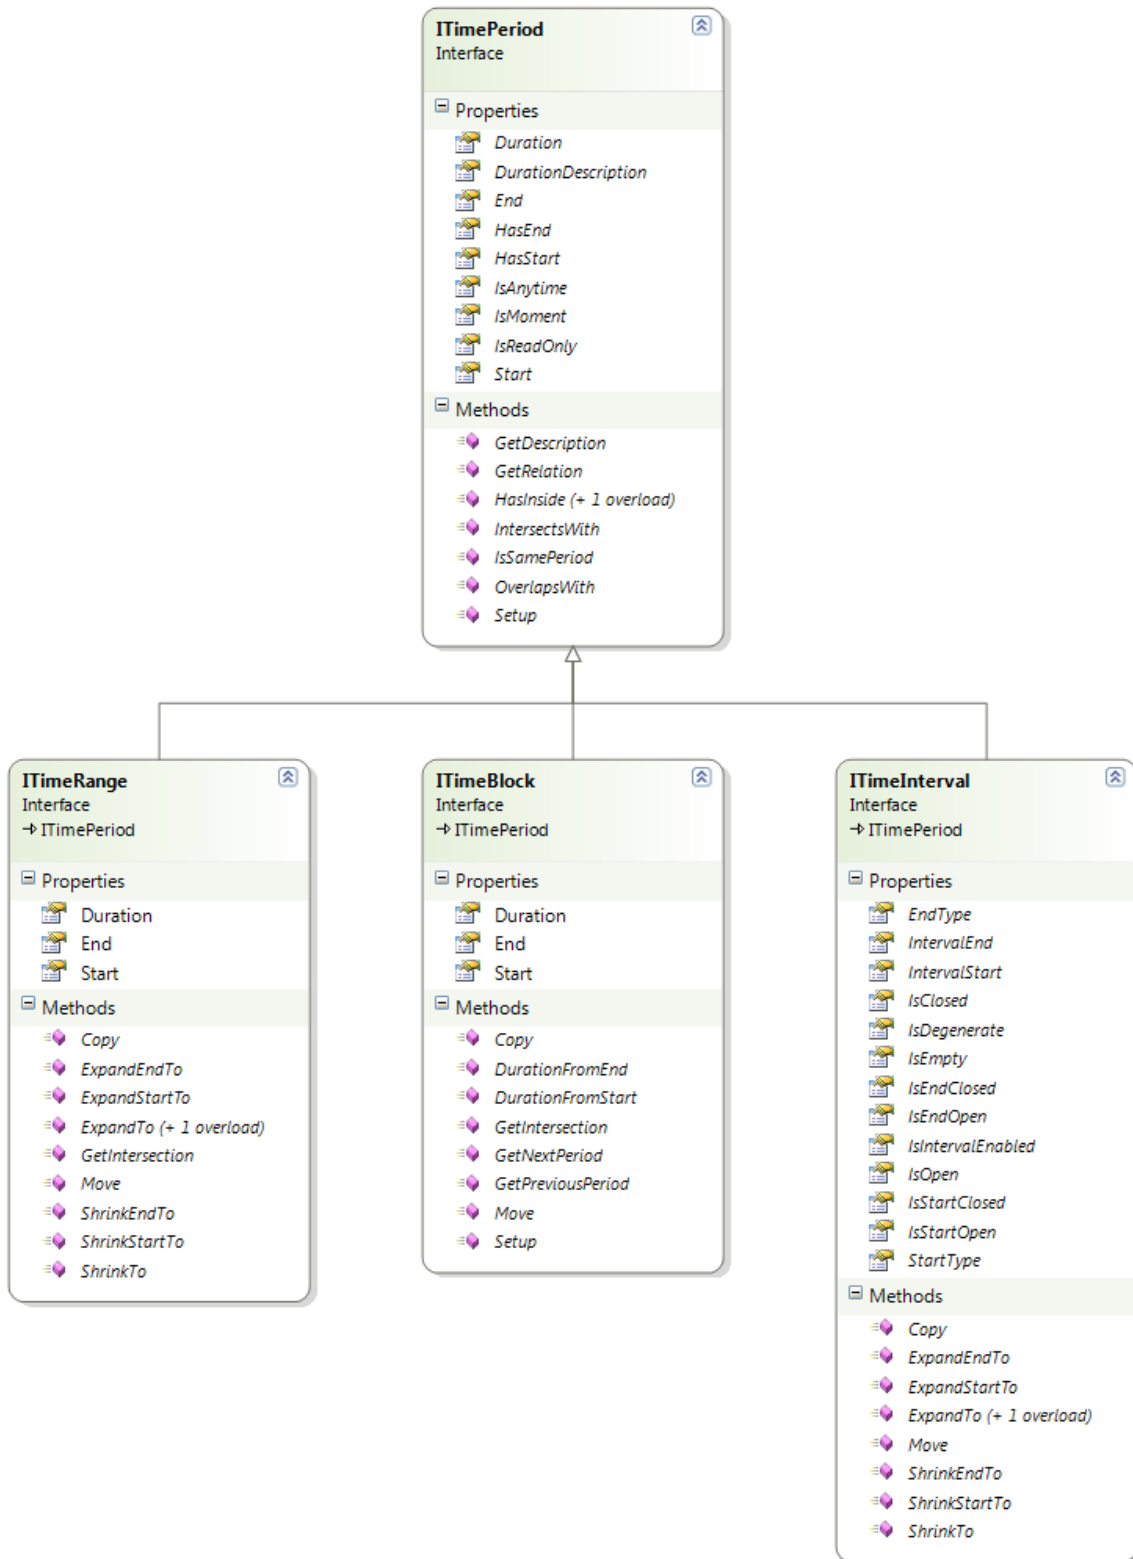 ITimePeriod
Interface
Properties
Duration
DurationDescription
End
HasEnd
HasStart
IsAnytime
IsMoment
IsReadOnly
Start
Methods
GetDescription
GetRelation
HasInside (+ 1 overload)
IntersectsWith
IsSamePeriod
OverlapsWith
Setup
ITimeRange
Interface
ITimePeriod
Properties
Duration
End
Start
Methods
Copy
ExpandEndTo
ExpandStartTo
ExpandTo (+ 1 overload)
GetIntersection
Move
ShrinkEndTo
ShrinkStartTo
ShrinkTo
ITimeBlock
Interface
ITimePeriod
Properties
Duration
End
Start
Methods
Copy
DurationFromEnd
DurationFromStart
GetIntersection
GetNextPeriod
GetPreviousPeriod
Move
Setup
ITimeInterval
Interface
ITimePeriod
Properties
EndType
IntervalEnd
IntervalStart
IsClosed
IsDegenerate
IsEmpty
IsEndClosed
IsEndOpen
IsIntervalEnabled
IsOpen
IsStartClosed
IsStartOpen
StartType
Methods
Copy
ExpandEndTo
ExpandStartTo
ExpandTo (+ 1 overload)
Move
ShrinkEndTo
ShrinkStartTo
ShrinkTo